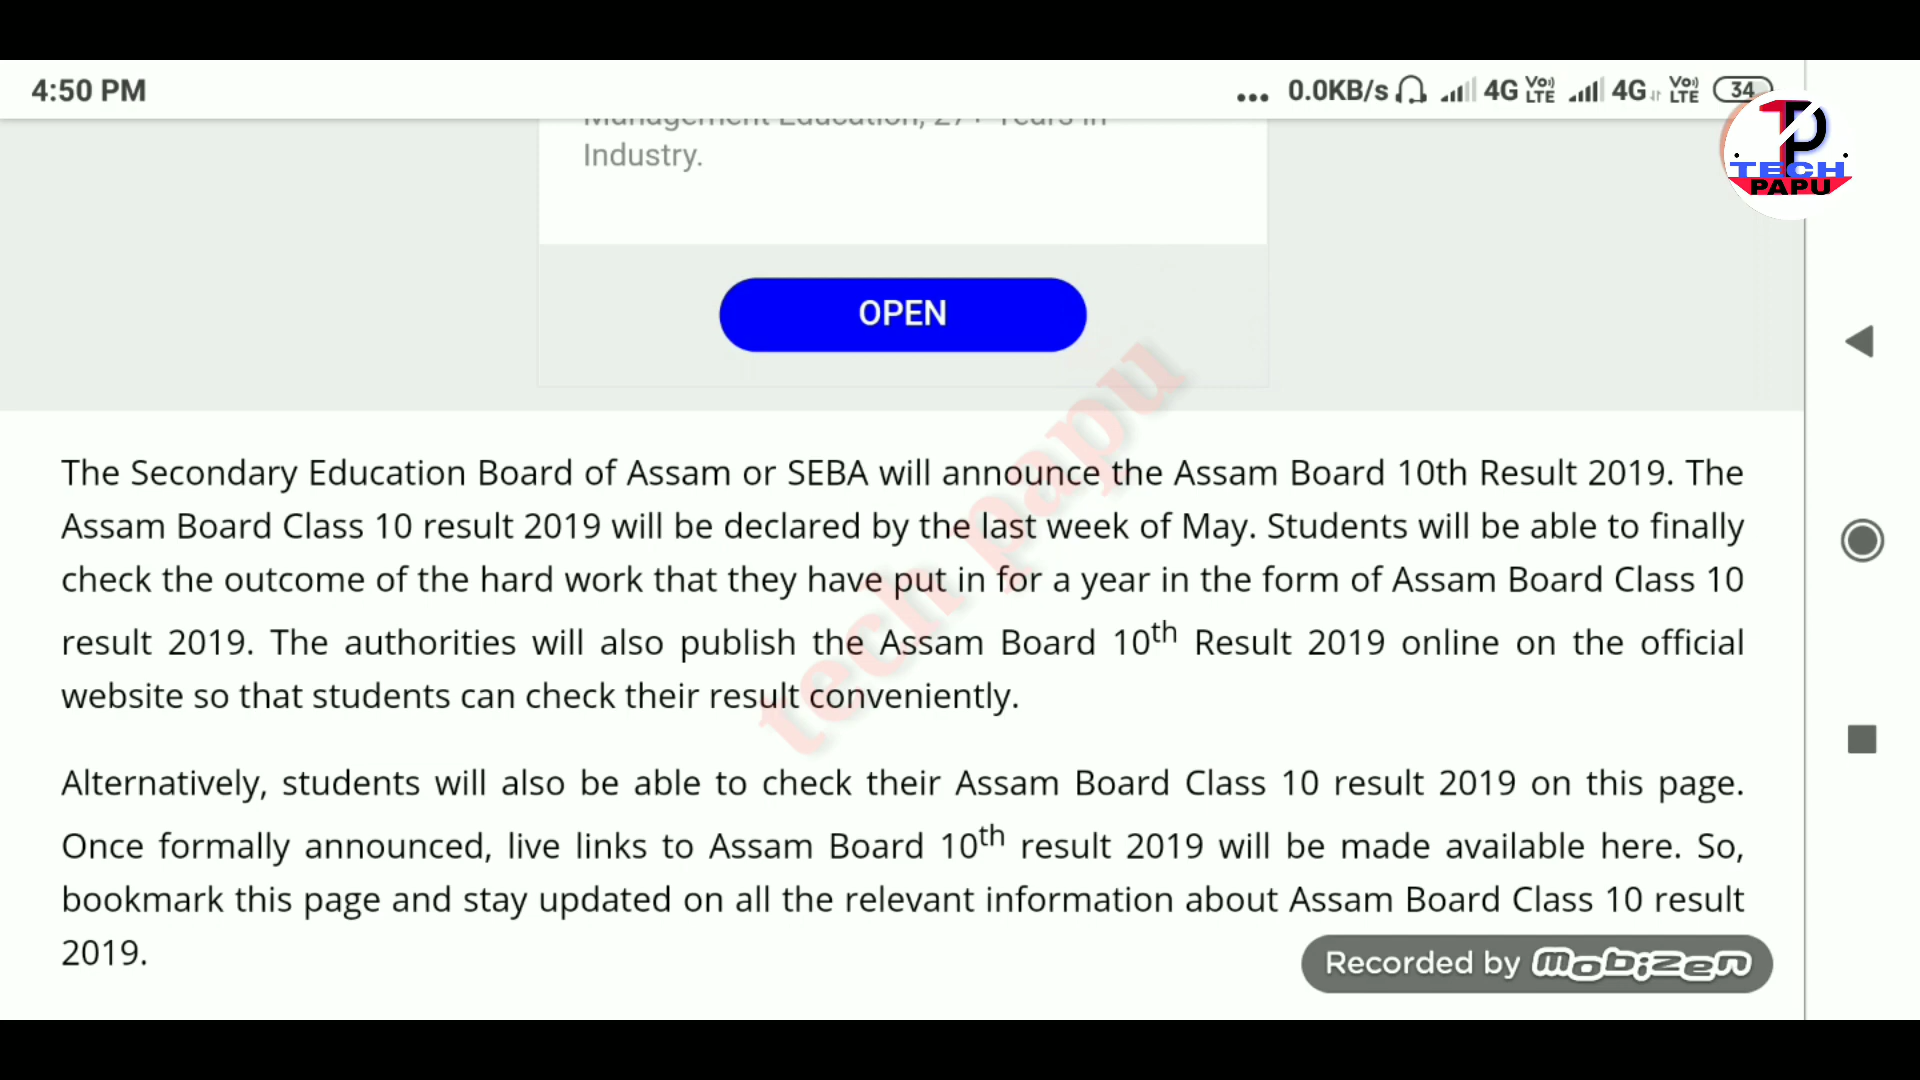 4:50 PM
... 0.0KB/s 4G VoLTE 4G VoLTE 34
Management Education, 27+ Years in
Industry.
TECH
PAPU
OPEN
The Secondary Education Board of Assam or SEBA will announce the Assam Board 10th Result 2019. The
Assam Board Class 10 result 2019 will be declared by the last week of May. Students will be able to finally
check the outcome of the hard work that they have put in for a year in the form of Assam Board Class 10
result 2019. The authorities will also publish the Assam Board 10th Result 2019 online on the official
website so that students can check their result conveniently.
tech papu
Alternatively, students will also be able to check their Assam Board Class 10 result 2019 on this page.
Once formally announced, live links to Assam Board 10th result 2019 will be made available here. So,
bookmark this page and stay updated on all the relevant information about Assam Board Class 10 result
2019.
Recorded by mobizen